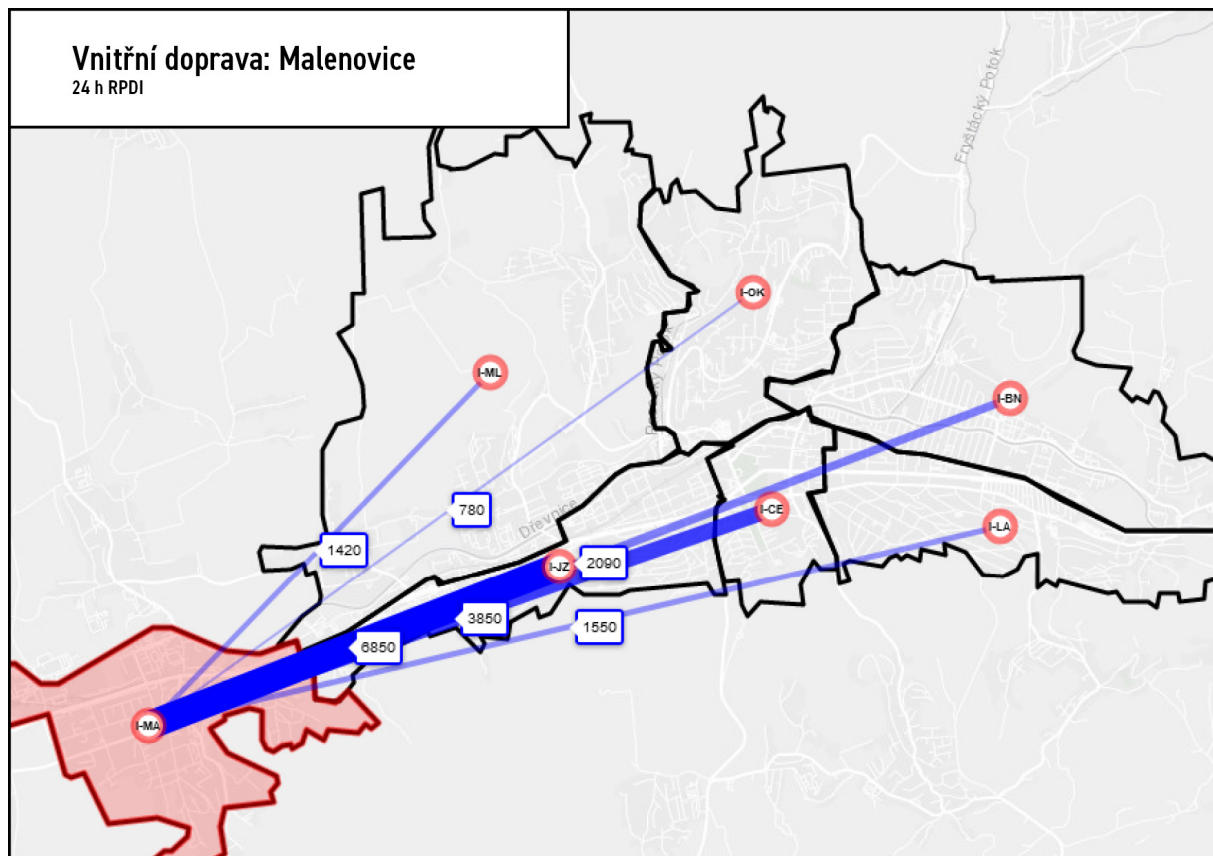 Vnitřní doprava: Malenovice
24 h RPDI
Fryštácký Potok
I-OK
I-ML
I-BN
780
Dřevnice
I-CE
I-LA
1420
2090
I-JZ
3850
1550
6850
I-MA